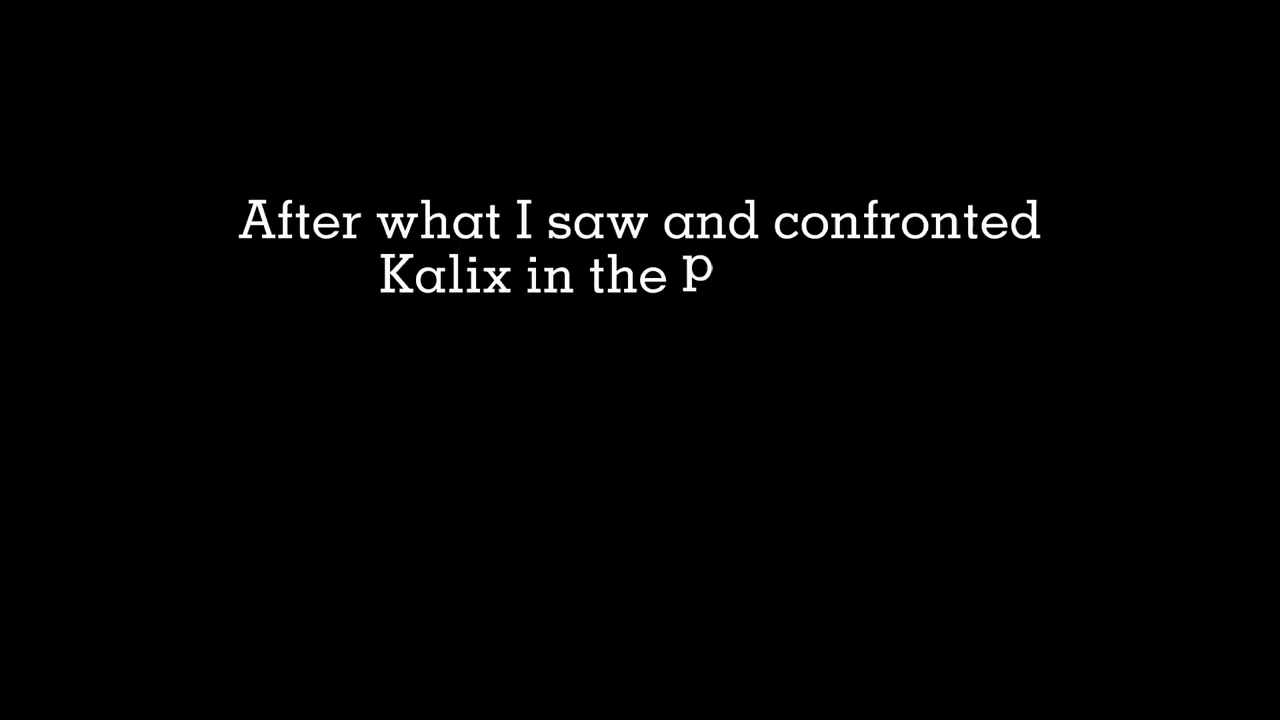 After what I saw and confronted
Kalix in the p